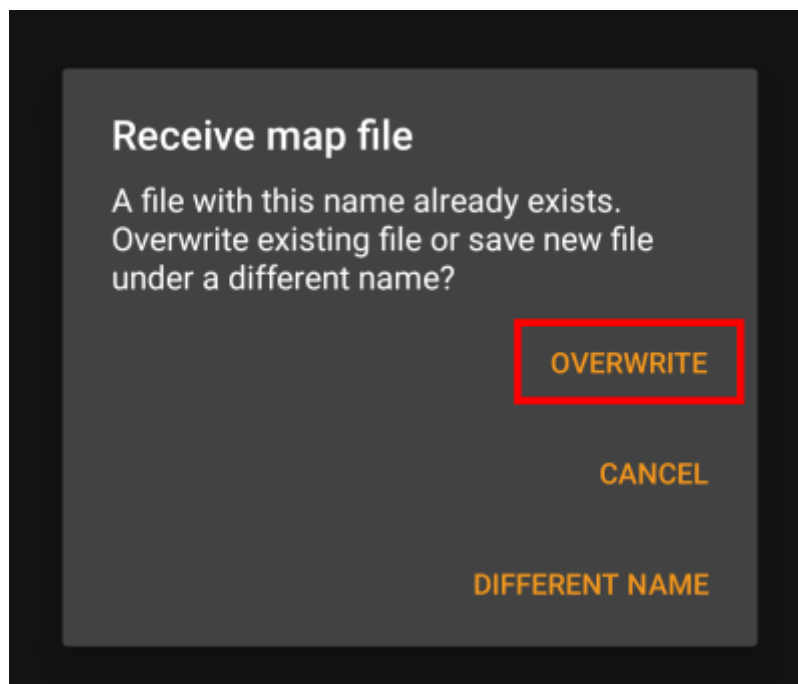 Receive map file
A file with this name already exists.
Overwrite existing file or save new file
under a different name?
OVERWRITE
CANCEL
DIFFERENT NAME